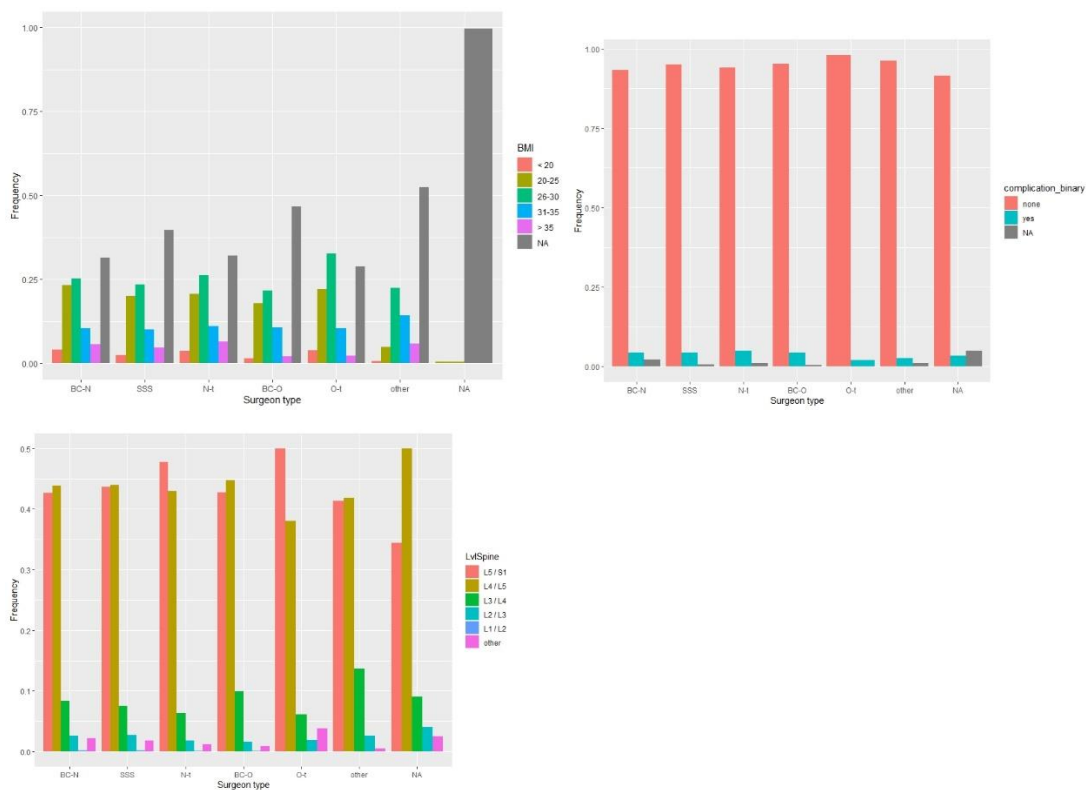 1.00
0.75
0.50
0.25
0.00
Frequency
BC-N SSS N-t BC-O O-t other NA
Surgeon type
BMI
< 20
20-25
26-30
31-35
> 35
NA
1.00
0.75
0.50
0.25
0.00
Frequency
BC-N SSS N-t BC-O O-t other NA
Surgeon type
complication_binary
none
yes
NA
0.5
0.4
0.3
0.2
0.1
0.0
Frequency
BC-N SSS N-t BC-O O-t other NA
Surgeon type
LvlSpine
L5 / S1
L4 / L5
L3 / L4
L2 / L3
L1 / L2
other